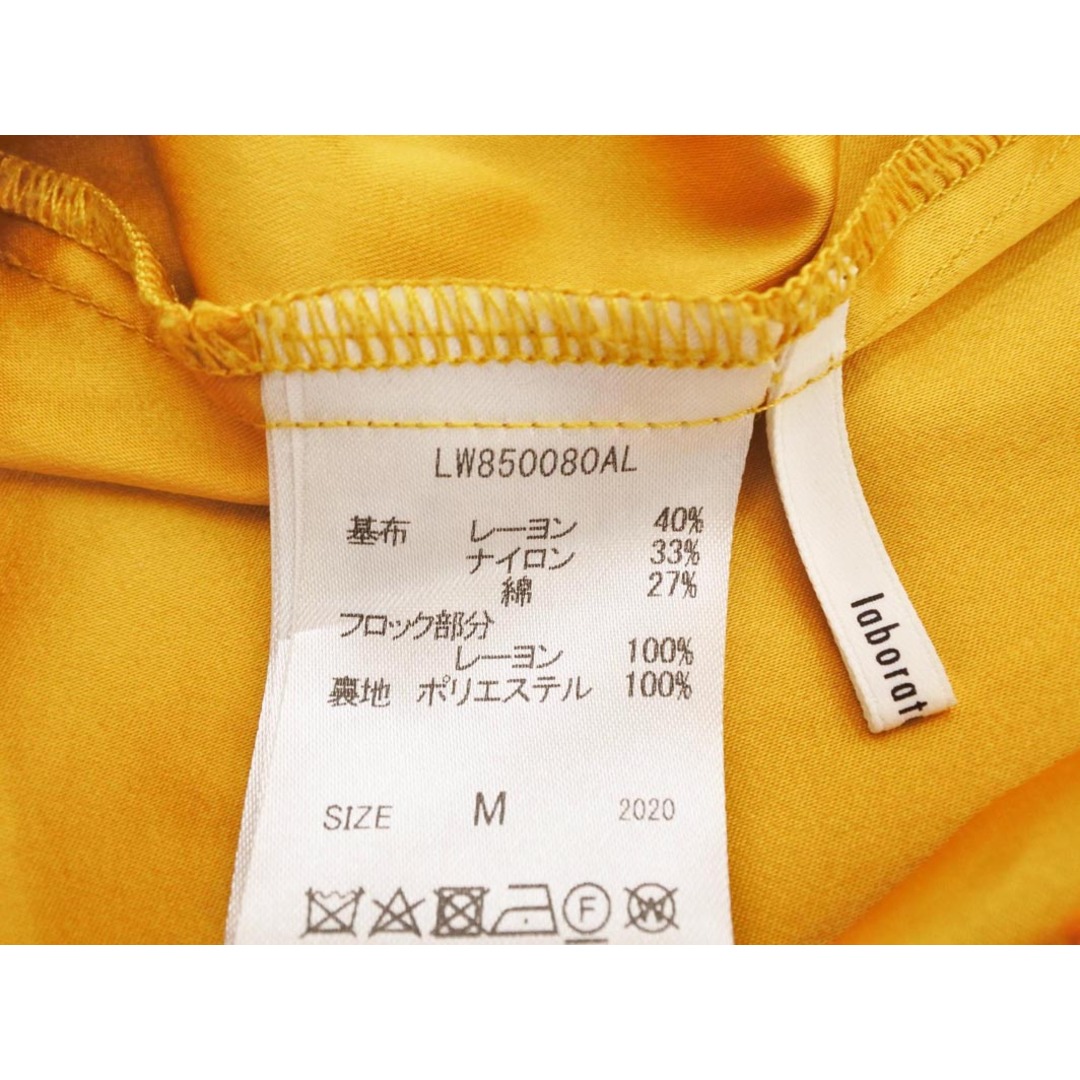 LW850080AL
基布 レーヨン 40%
ナイロン 33%
綿 27%
フロック部分
レーヨン 100%
裏地 ポリエステル 100%
SIZE M 2020
F W
laborat